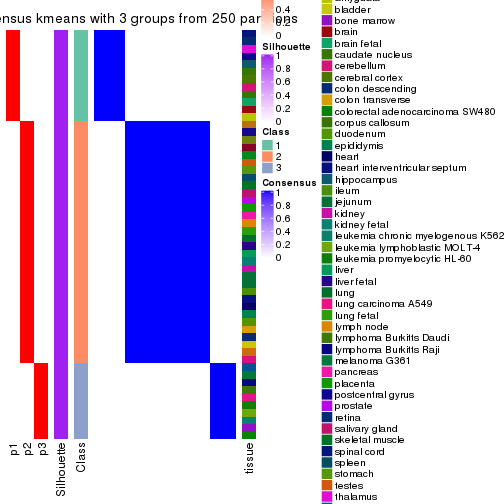 nsus kmeans with 3 groups from 250 partitions
p1
p2
p3
Silhouette
Class
tissue
0.4
0.2
0
Silhouette
1
0.8
0.6
0.4
0.2
0
Class
1
2
3
Consensus
1
0.8
0.6
0.4
0.2
0
bladder
bone marrow
brain
brain fetal
caudate nucleus
cerebellum
cerebral cortex
colon descending
colon transverse
colorectal adenocarcinoma SW480
corpus callosum
duodenum
epididymis
heart
heart interventricular septum
hippocampus
ileum
jejunum
kidney
kidney fetal
leukemia chronic myelogenous K562
leukemia lymphoblastic MOLT-4
leukemia promyelocytic HL-60
liver
liver fetal
lung
lung carcinoma A549
lung fetal
lymph node
lymphoma Burkitts Daudi
lymphoma Burkitts Raji
melanoma G361
pancreas
placenta
postcentral gyrus
prostate
retina
salivary gland
skeletal muscle
spinal cord
spleen
stomach
testes
thalamus